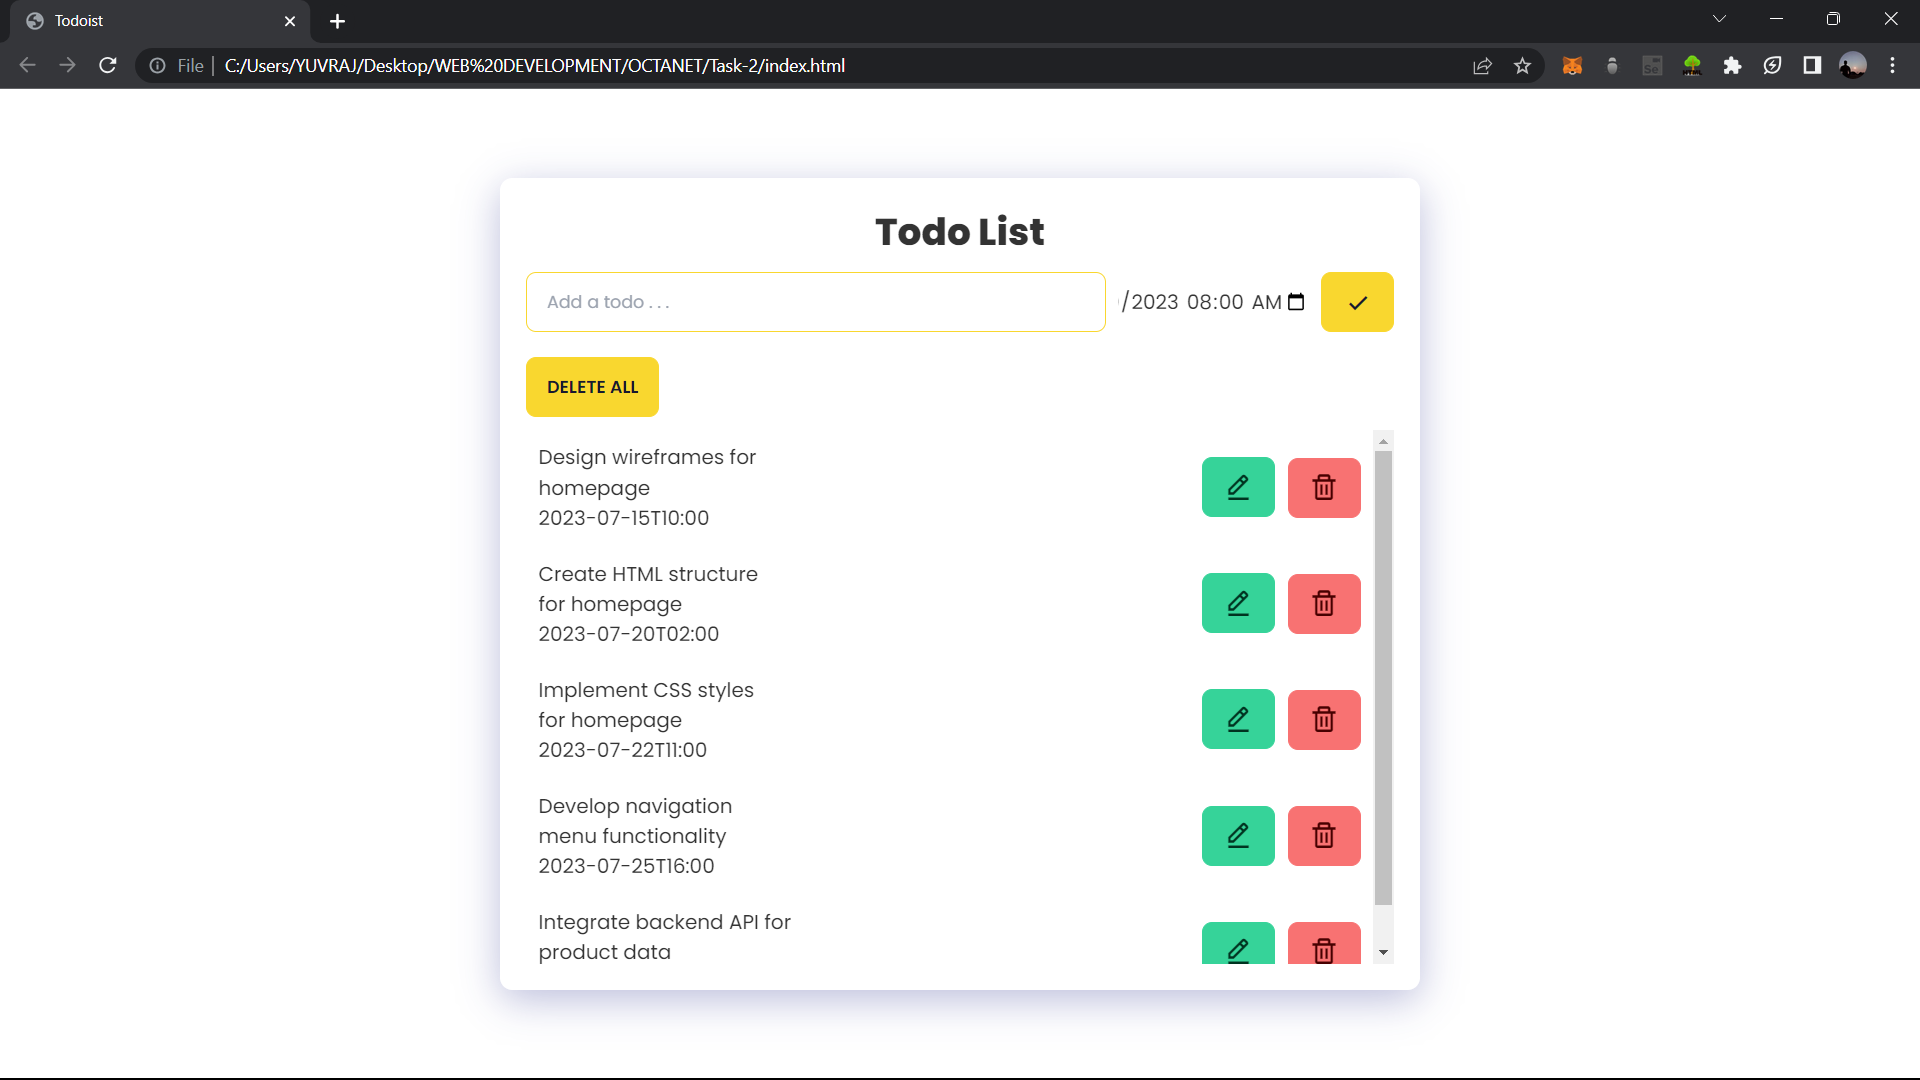 Todoist
File
C:/Users/YUVRAJ/Desktop/WEB%20DEVELOPMENT/OCTANET/Task-2/index.html
Todo List
Add a todo . . .
/2023 08:00 AM
DELETE ALL
Design wireframes for
homepage
2023-07-15T10:00
Create HTML structure
for homepage
2023-07-20T02:00
Implement CSS styles
for homepage
2023-07-22T11:00
Develop navigation
menu functionality
2023-07-25T16:00
Integrate backend API for
product data